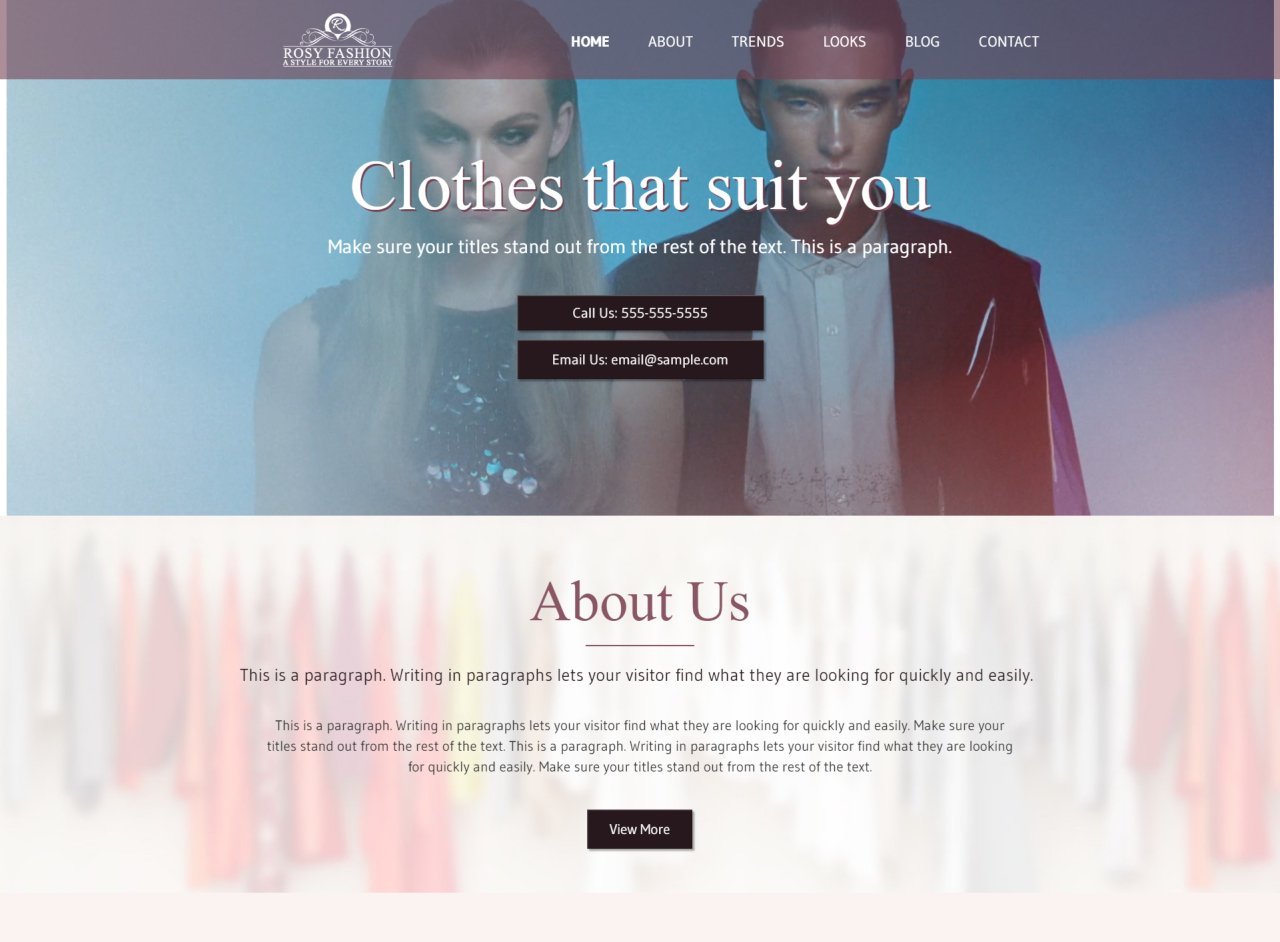 R
ROSY FASHION
A STYLE FOR EVERY STORY
HOME ABOUT TRENDS LOOKS BLOG CONTACT
Clothes that suit you
Make sure your titles stand out from the rest of the text. This is a paragraph.
Call Us: 555-555-5555
Email Us: email@sample.com
About Us
This is a paragraph. Writing in paragraphs lets your visitor find what they are looking for quickly and easily.
This is a paragraph. Writing in paragraphs lets your visitor find what they are looking for quickly and easily. Make sure your
titles stand out from the rest of the text. This is a paragraph. Writing in paragraphs lets your visitor find what they are looking
for quickly and easily. Make sure your titles stand out from the rest of the text.
View More